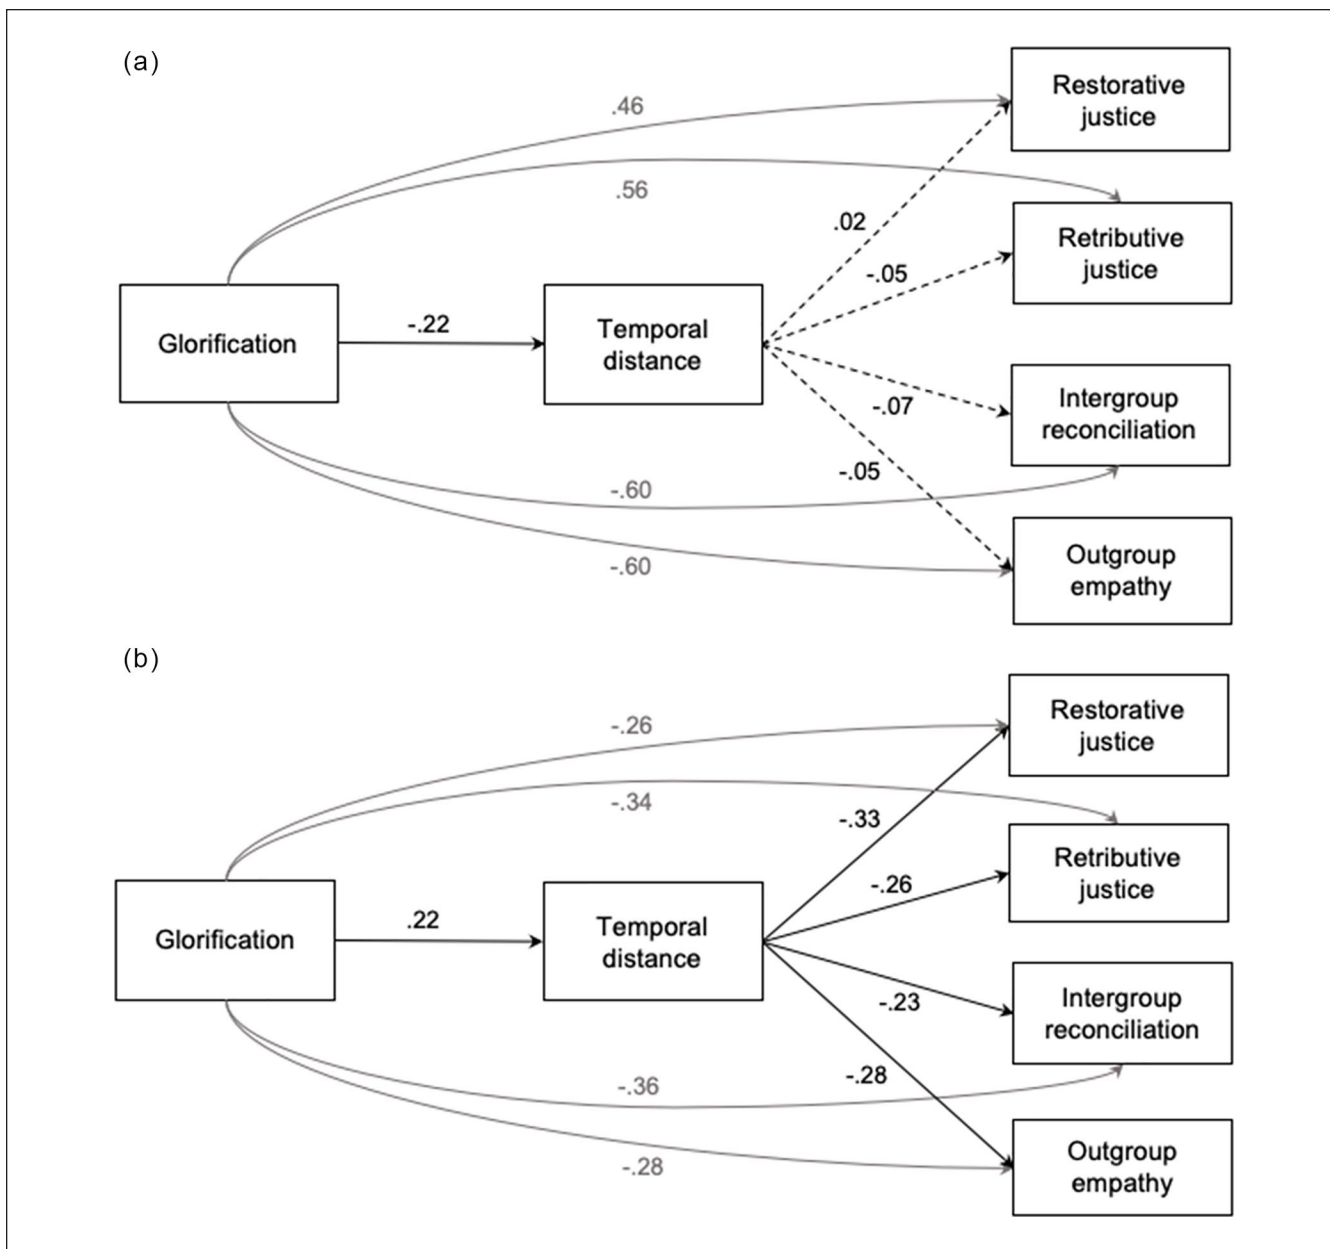 (a)
Restorative
justice
.46
.56
.02
Retributive
justice
-.05
Glorification
-.22
Temporal
distance
Intergroup
reconciliation
-.07
-.05
-.60
-.60
Outgroup
empathy
(b)
Restorative
justice
-.26
-.34
-.33
Retributive
justice
-.26
Glorification
.22
Temporal
distance
Intergroup
reconciliation
-.23
-.28
-.36
-.28
Outgroup
empathy